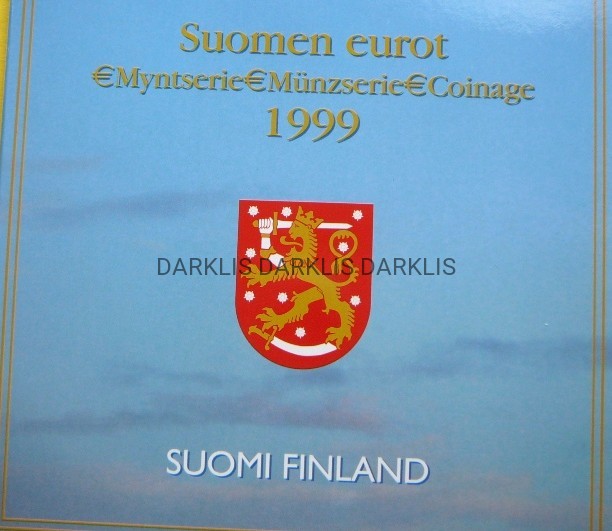 Suomen eurot
€Myntserie€Münzserie€Coinage
1999
DARKLIS DARKLIS DARKLIS
SUOMI FINLAND